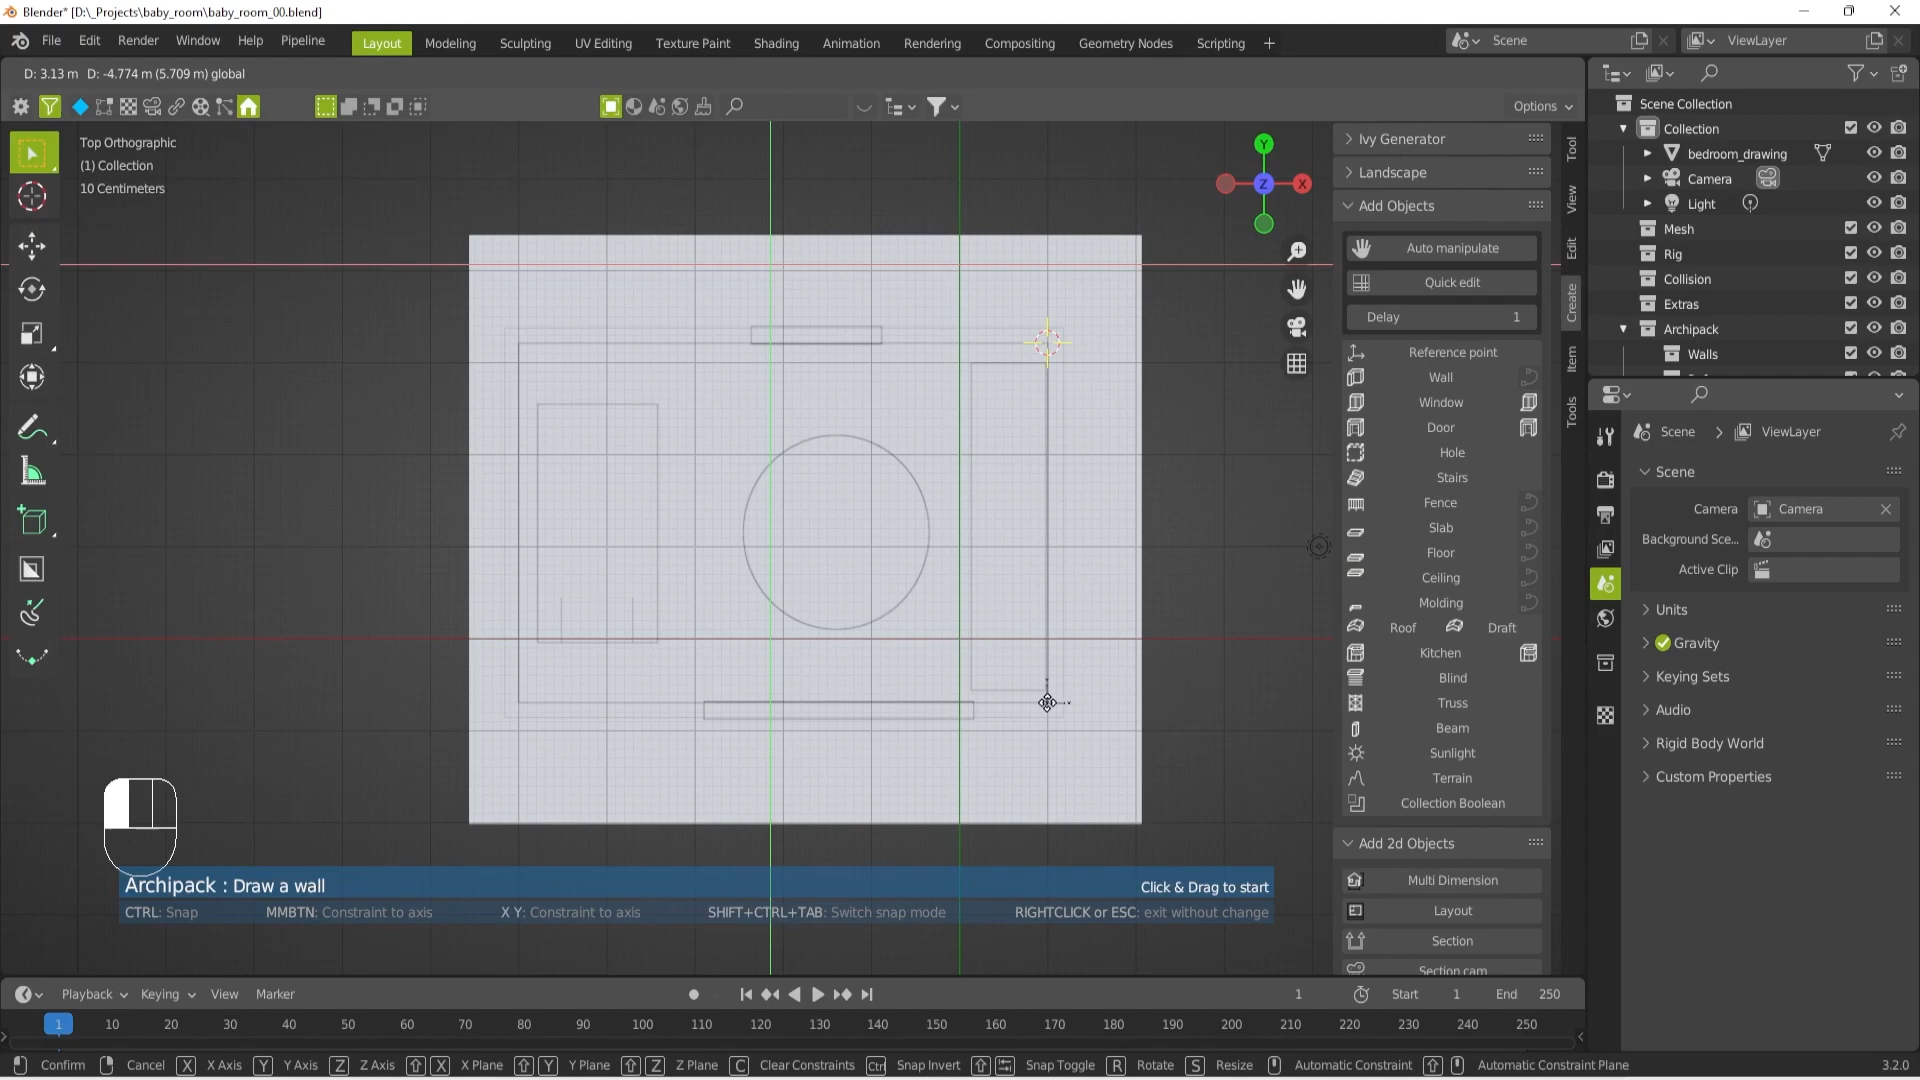 Blender* [D:\_Projects\baby_room\baby_room_00.blend]
File Edit Render Window Help Pipeline
Layout Modeling Sculpting UV Editing Texture Paint Shading Animation Rendering Compositing Geometry Nodes Scripting +
Scene
ViewLayer
D: 3.13 m D: -4.774 m (5.709 m) global
Options
Top Orthographic
(1) Collection
10 Centimeters
Y
Z
X
Ivy Generator
Landscape
Add Objects
Auto manipulate
Quick edit
Delay 1
Reference point
Wall
Window
Door
Hole
Stairs
Fence
Slab
Floor
Ceiling
Molding
Roof Draft
Kitchen
Blind
Truss
Beam
Sunlight
Terrain
Collection Boolean
Add 2d Objects
Multi Dimension
Layout
Section
Section cam
Tool
View
Edit
Create
Item
Tools
Scene Collection
Collection
bedroom_drawing
Camera
Light
Mesh
Rig
Collision
Extras
Archipack
Walls
Scene > ViewLayer
Scene
Camera Camera
Background Sce...
Active Clip
Units
Gravity
Keying Sets
Audio
Rigid Body World
Custom Properties
Archipack : Draw a wall Click & Drag to start
CTRL: Snap MMBTN: Constraint to axis X Y: Constraint to axis SHIFT+CTRL+TAB: Switch snap mode RIGHTCLICK or ESC: exit without change
Playback Keying View Marker 1 Start 1 End 250
1 10 20 30 40 50 60 70 80 90 100 110 120 130 140 150 160 170 180 190 200 210 220 230 240 250
Confirm Cancel X X Axis Y Y Axis Z Z Axis X X Plane Y Y Plane Z Z Plane C Clear Constraints Ctrl Snap Invert Snap Toggle R Rotate S Resize Automatic Constraint Automatic Constraint Plane 3.2.0